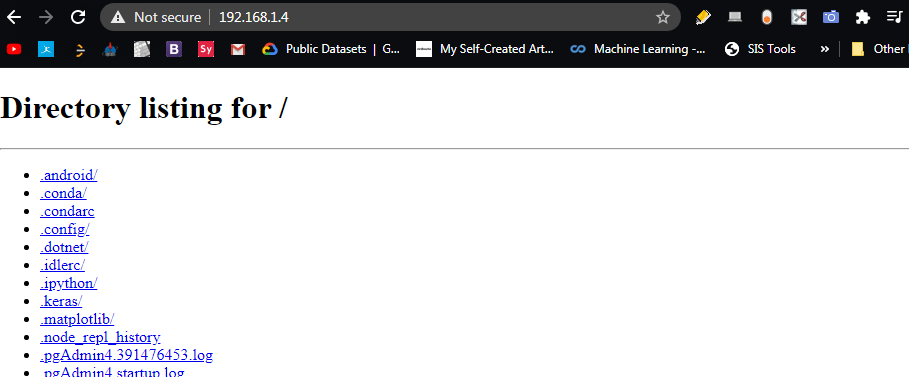 Not secure | 192.168.1.4
Sy Public Datasets | G... My Self-Created Art... Machine Learning -... SIS Tools » Other
Directory listing for /
.android/
.conda/
.condarc
.config/
.dotnet/
.idlerc/
.ipython/
.keras/
.matplotlib/
.node_repl_history
.pgAdmin4.391476453.log
.pgAdmin4.startup.log